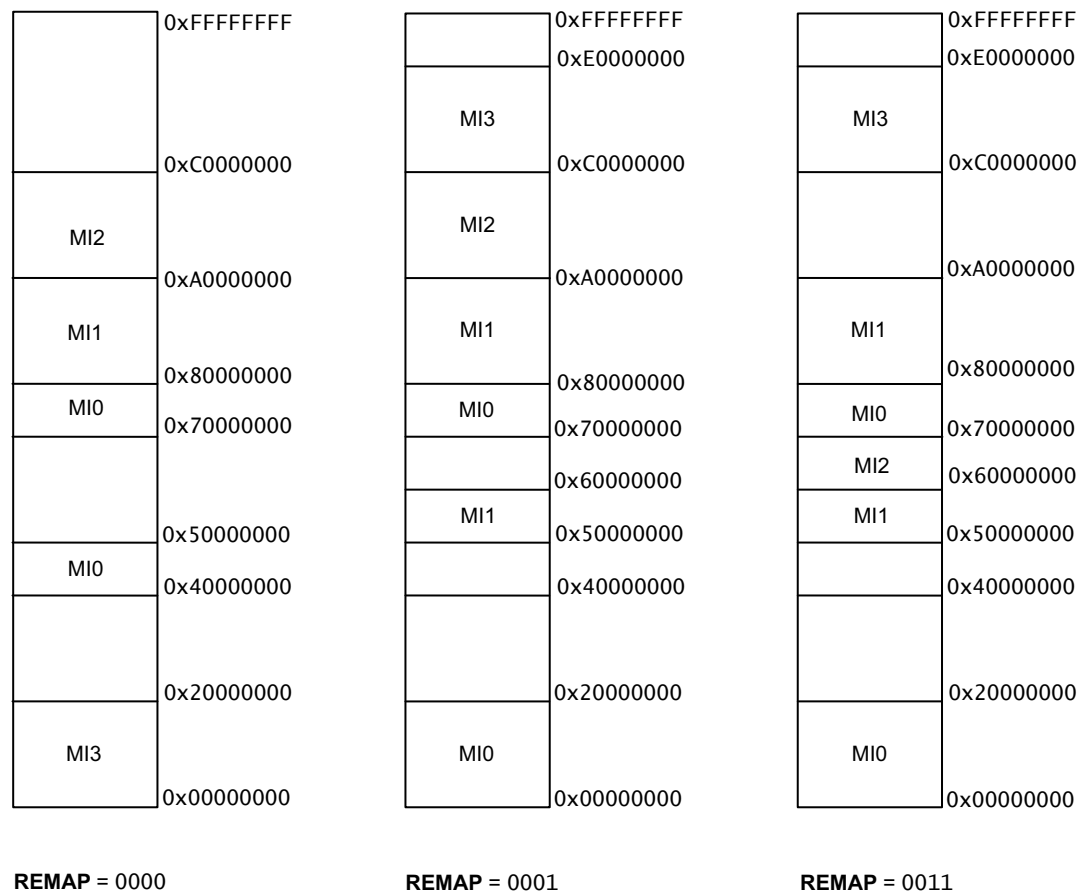 0xFFFFFFFF
0xC0000000
MI2
0xA0000000
MI1
0x80000000
MI0
0x70000000
0x50000000
MI0
0x40000000
0x20000000
MI3
0x00000000
REMAP = 0000
0xFFFFFFFF
0xE0000000
MI3
0xC0000000
MI2
0xA0000000
MI1
0x80000000
MI0
0x70000000
0x60000000
MI1
0x50000000
0x40000000
0x20000000
MI0
0x00000000
REMAP = 0001
0xFFFFFFFF
0xE0000000
MI3
0xC0000000
0xA0000000
MI1
0x80000000
MI0
0x70000000
MI2
0x60000000
MI1
0x50000000
0x40000000
0x20000000
MI0
0x00000000
REMAP = 0011